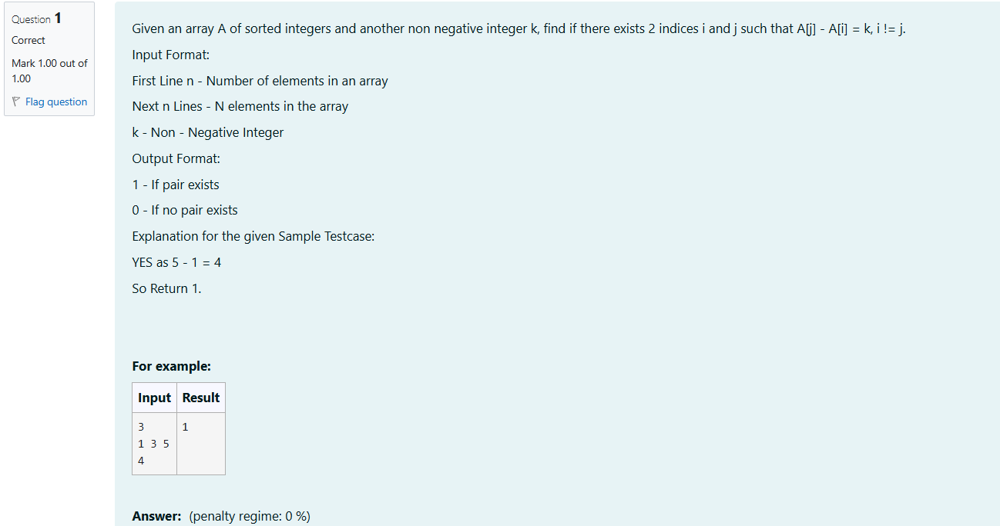 Question 1
Correct
Mark 1.00 out of
1.00
Flag question
Given an array A of sorted integers and another non negative integer k, find if there exists 2 indices i and j such that A[j] - A[i] = k, i != j.
Input Format:
First Line n - Number of elements in an array
Next n Lines - N elements in the array
k - Non - Negative Integer
Output Format:
1 - If pair exists
0 - If no pair exists
Explanation for the given Sample Testcase:
YES as 5 - 1 = 4
So Return 1.
For example:
Input Result
3 1
1 3 5
4
Answer: (penalty regime: 0 %)